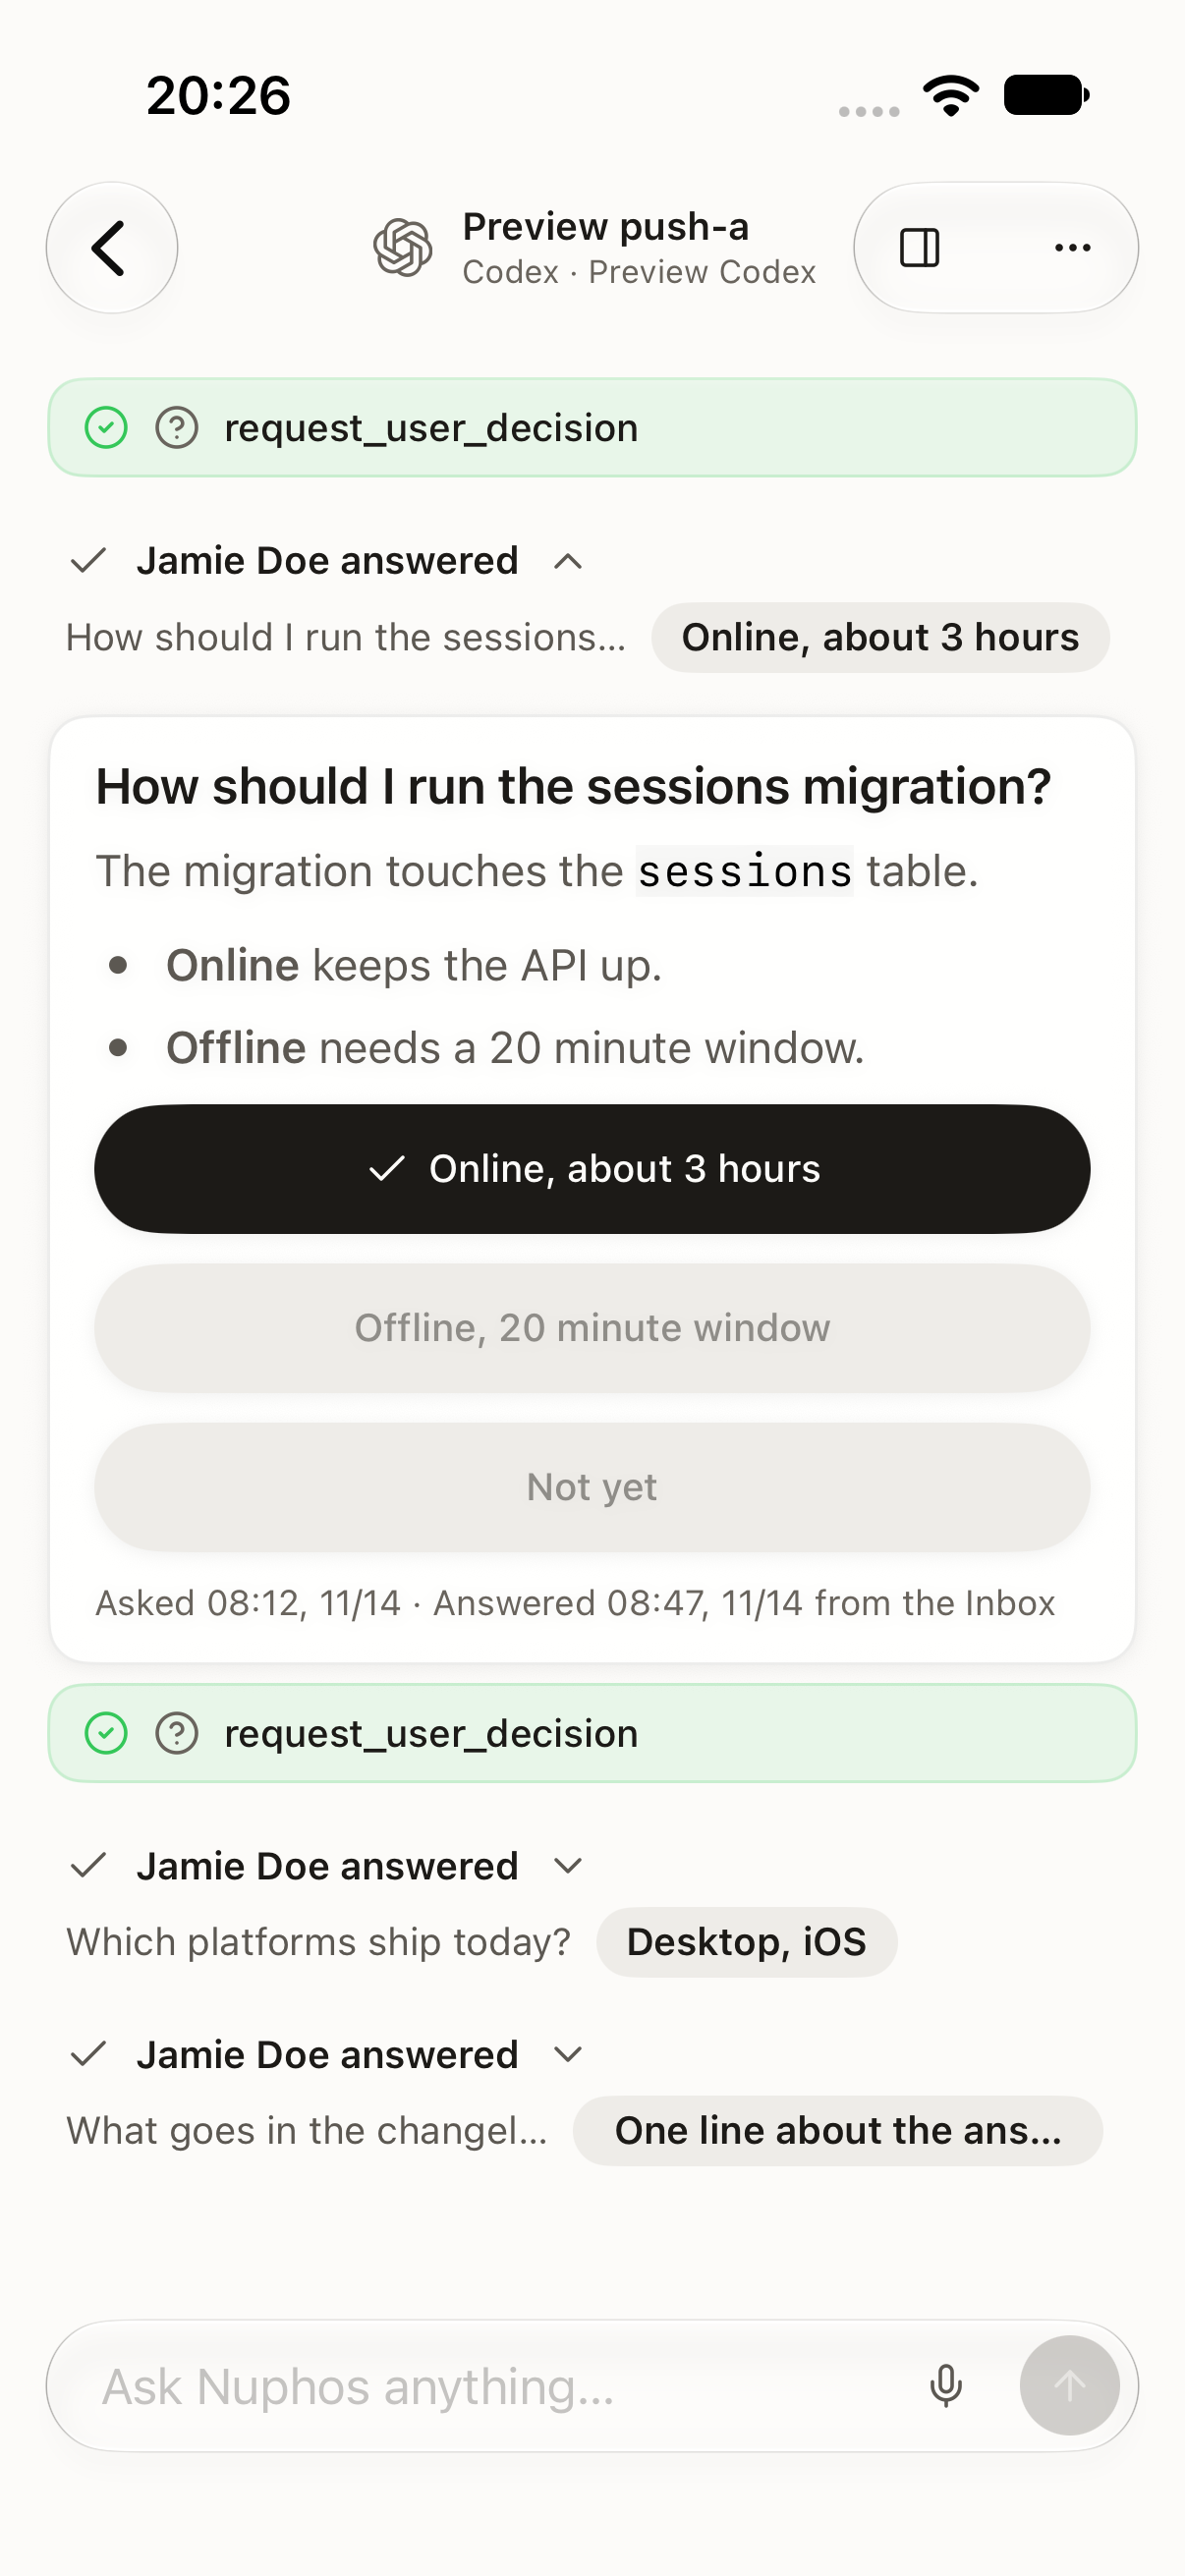 20:26
Preview push-a
Codex · Preview Codex
request_user_decision
Jamie Doe answered
How should I run the sessions... Online, about 3 hours
How should I run the sessions migration?
The migration touches the sessions table.
• Online keeps the API up.
• Offline needs a 20 minute window.
Online, about 3 hours
Offline, 20 minute window
Not yet
Asked 08:12, 11/14 · Answered 08:47, 11/14 from the Inbox
request_user_decision
Jamie Doe answered
Which platforms ship today? Desktop, iOS
Jamie Doe answered
What goes in the changel... One line about the ans...
Ask Nuphos anything...